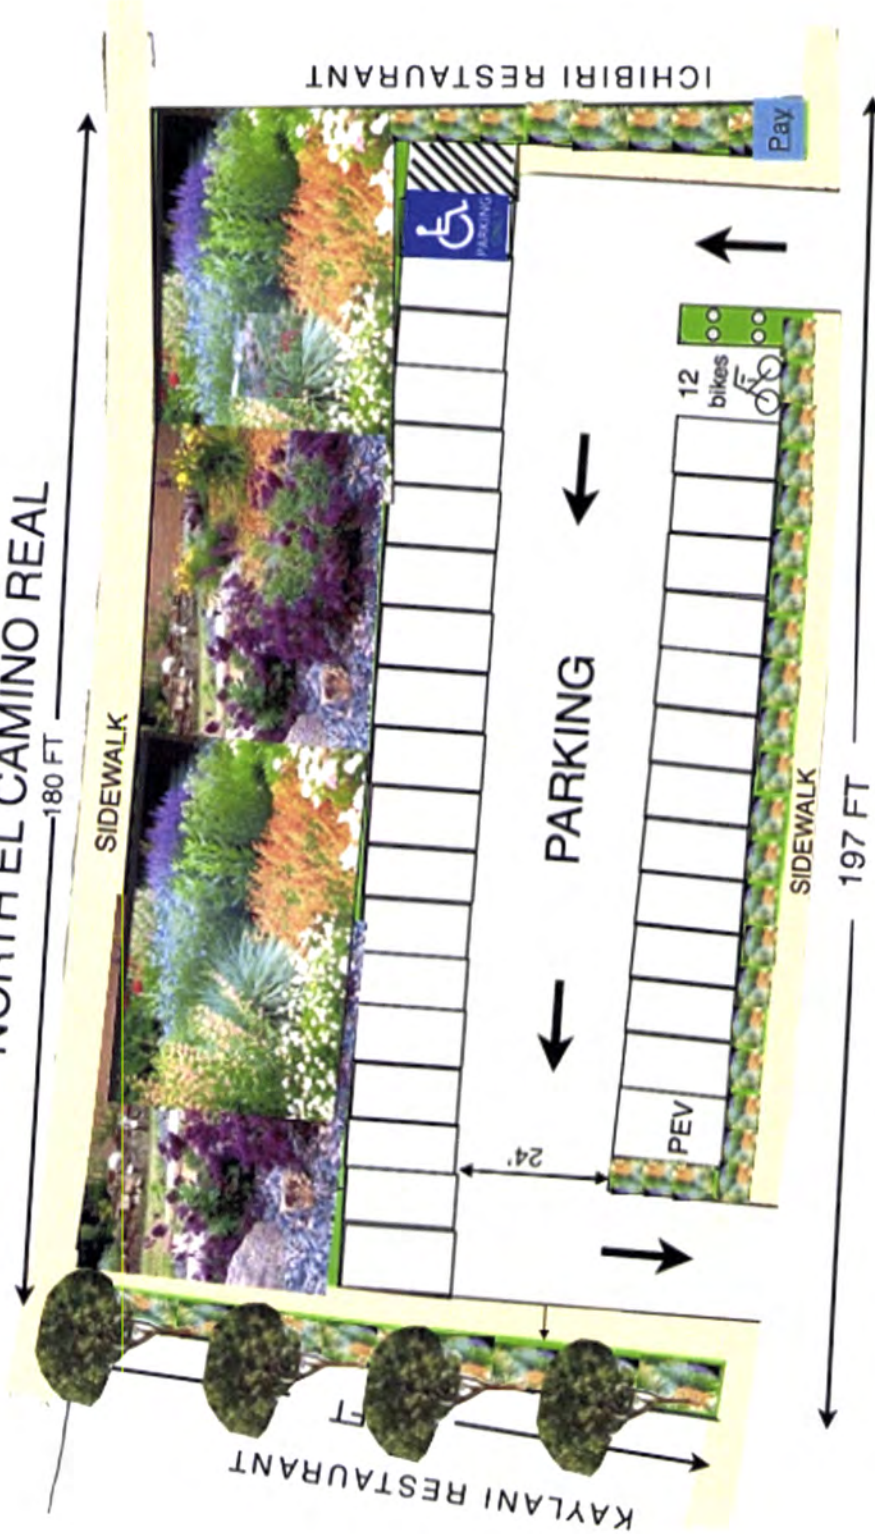 NORTH EL CAMINO REAL
180 FT
SIDEWALK
ICHIBIRI RESTAURANT
Pay
PARKING
12
bikes
PARKING
PEV
24'
SIDEWALK
197 FT
FT
KAYLANI RESTAURANT